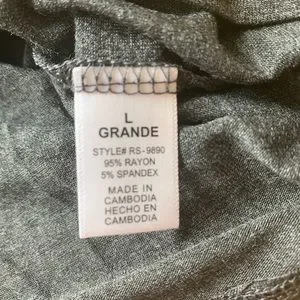 L
GRANDE
STYLE# RS-9890
95% RAYON
5% SPANDEX
MADE IN
CAMBODIA
HECHO EN
CAMBODIA